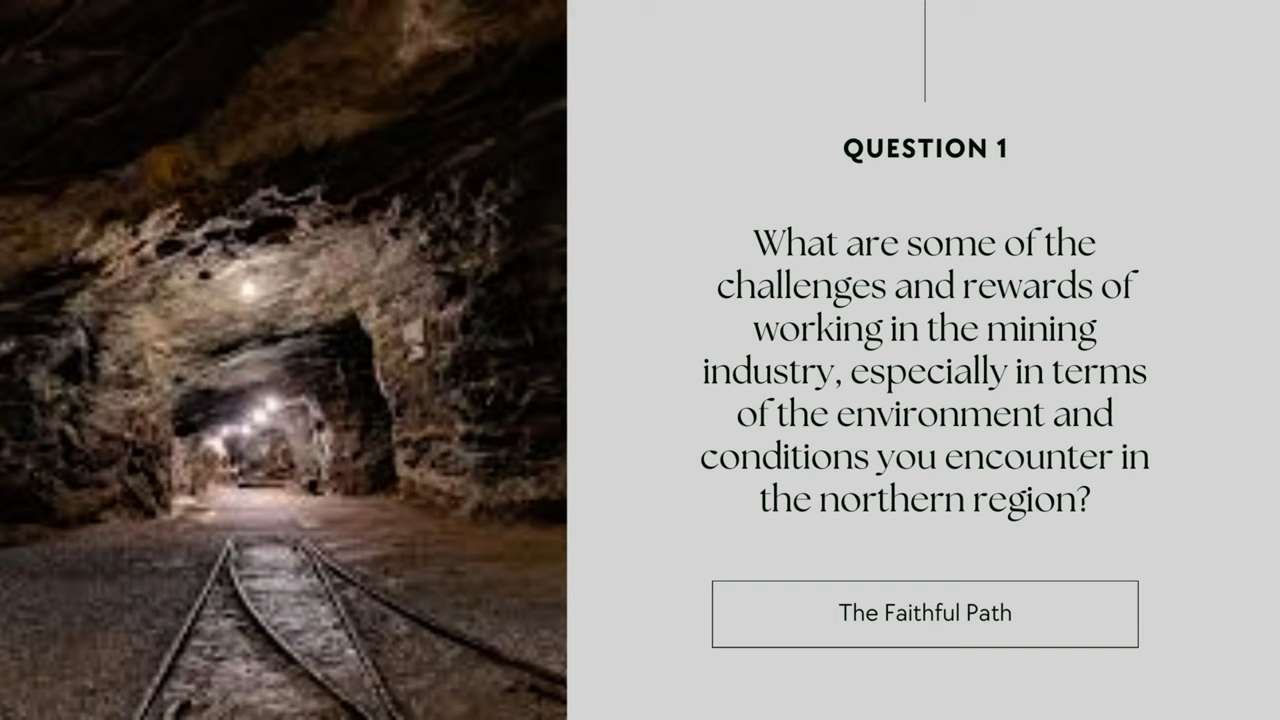 QUESTION 1
What are some of the
challenges and rewards of
working in the mining
industry, especially in terms
of the environment and
conditions you encounter in
the northern region?
The Faithful Path